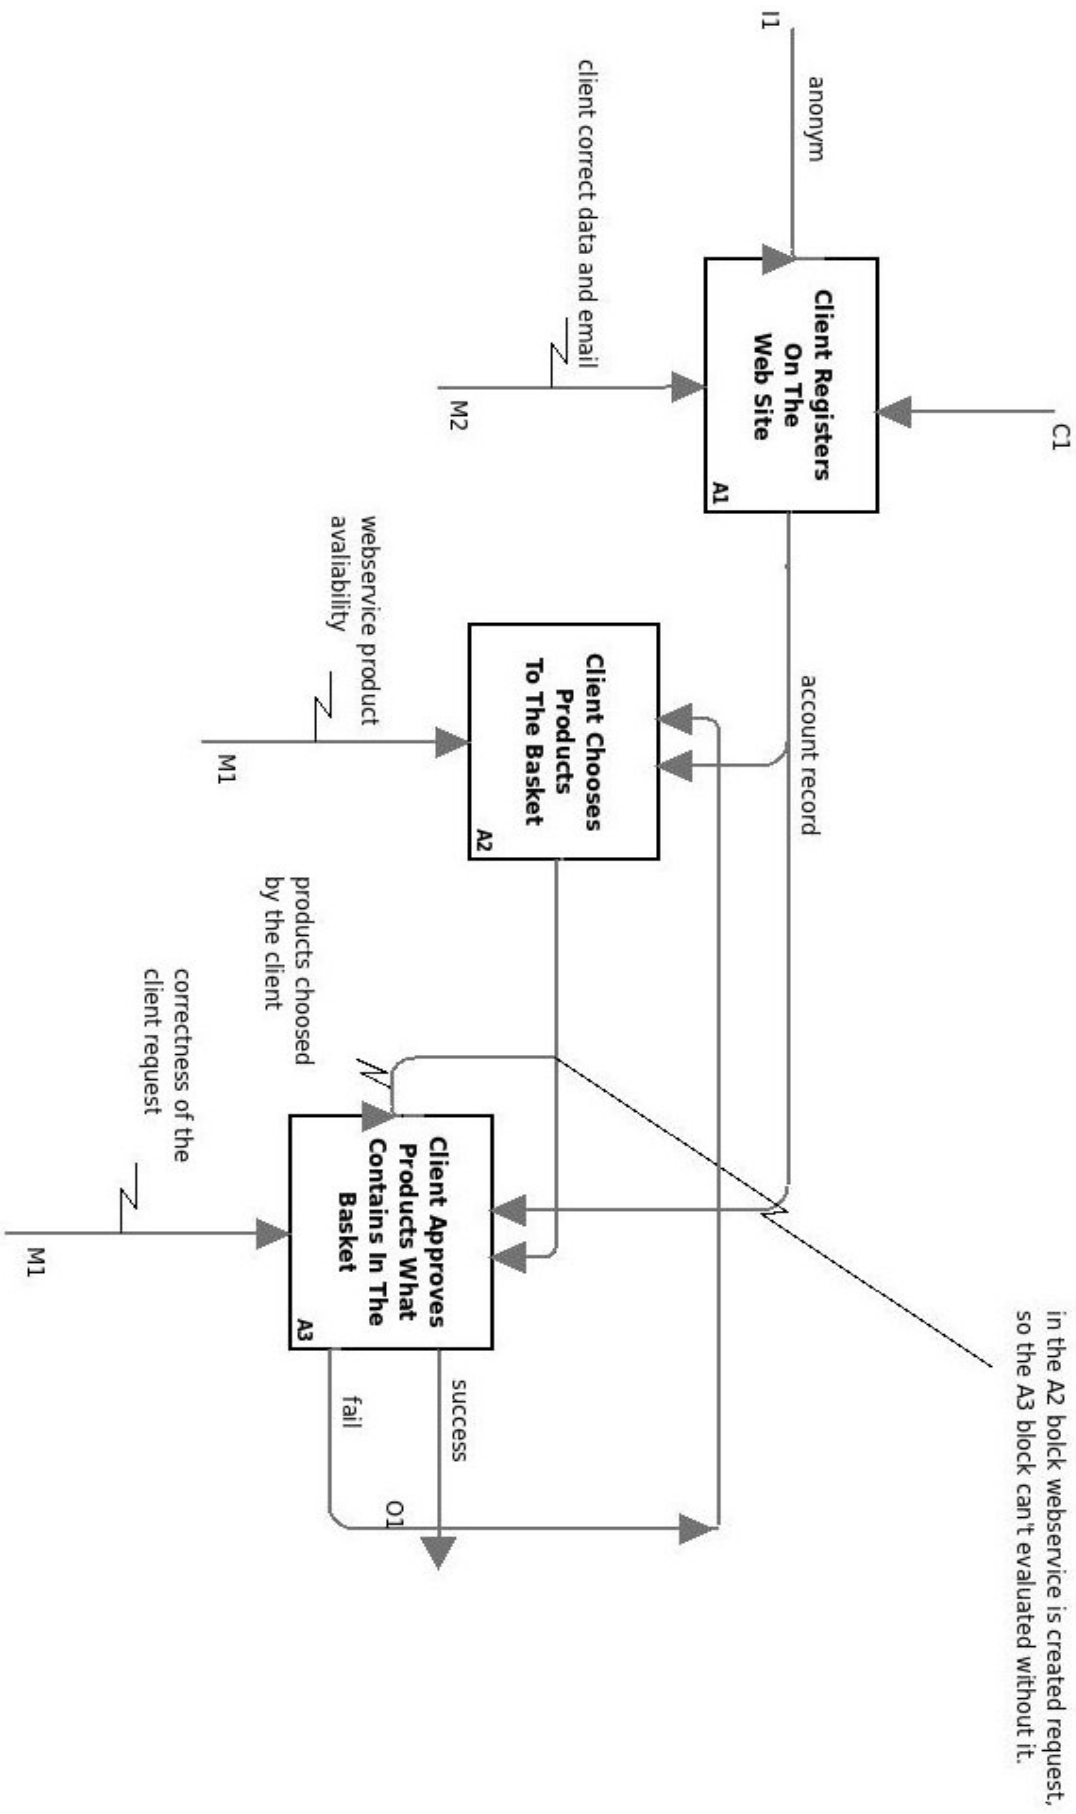 C1
in the A2 bolck webservice is created request,
so the A3 block can't evaluated without it.
I1
anonym
Client Registers
On The
Web Site
A1
account record
client correct data and email
M2
Client Chooses
Products
To The Basket
A2
webservice product
avaliability
M1
products choosed
by the client
Client Approves
Products What
Contains In The
Basket
A3
success
fail
O1
correctness of the
client request
M1